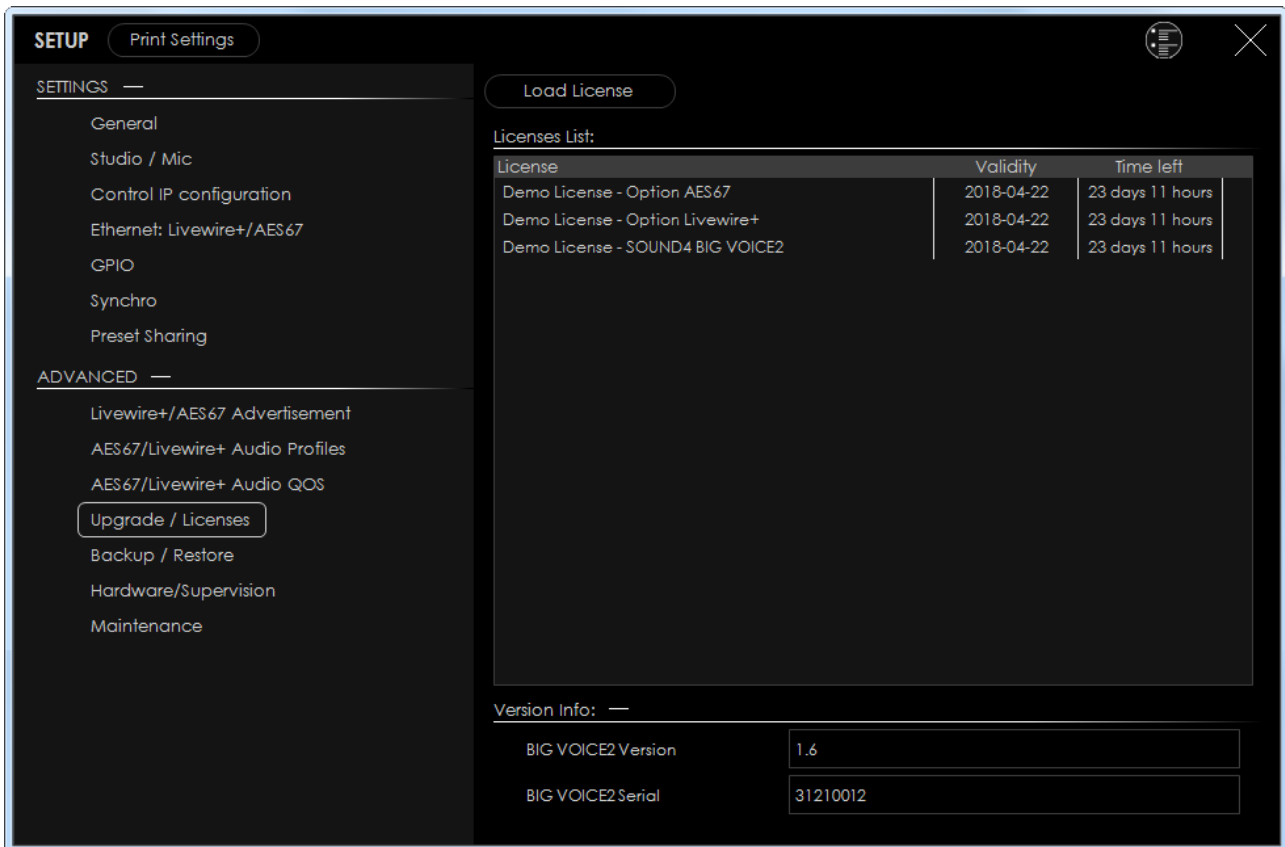 SETUP Print Settings
SETTINGS
General
Studio / Mic
Control IP configuration
Ethernet: Livewire+/AES67
GPIO
Synchro
Preset Sharing
ADVANCED
Livewire+/AES67 Advertisement
AES67/Livewire+ Audio Profiles
AES67/Livewire+ Audio QOS
Upgrade / Licenses
Backup / Restore
Hardware/Supervision
Maintenance
Load License
Licenses List:
License Validity Time left
Demo License - Option AES67 2018-04-22 23 days 11 hours
Demo License - Option Livewire+ 2018-04-22 23 days 11 hours
Demo License - SOUND4 BIG VOICE2 2018-04-22 23 days 11 hours
Version Info:
BIG VOICE2 Version 1.6
BIG VOICE2 Serial 31210012